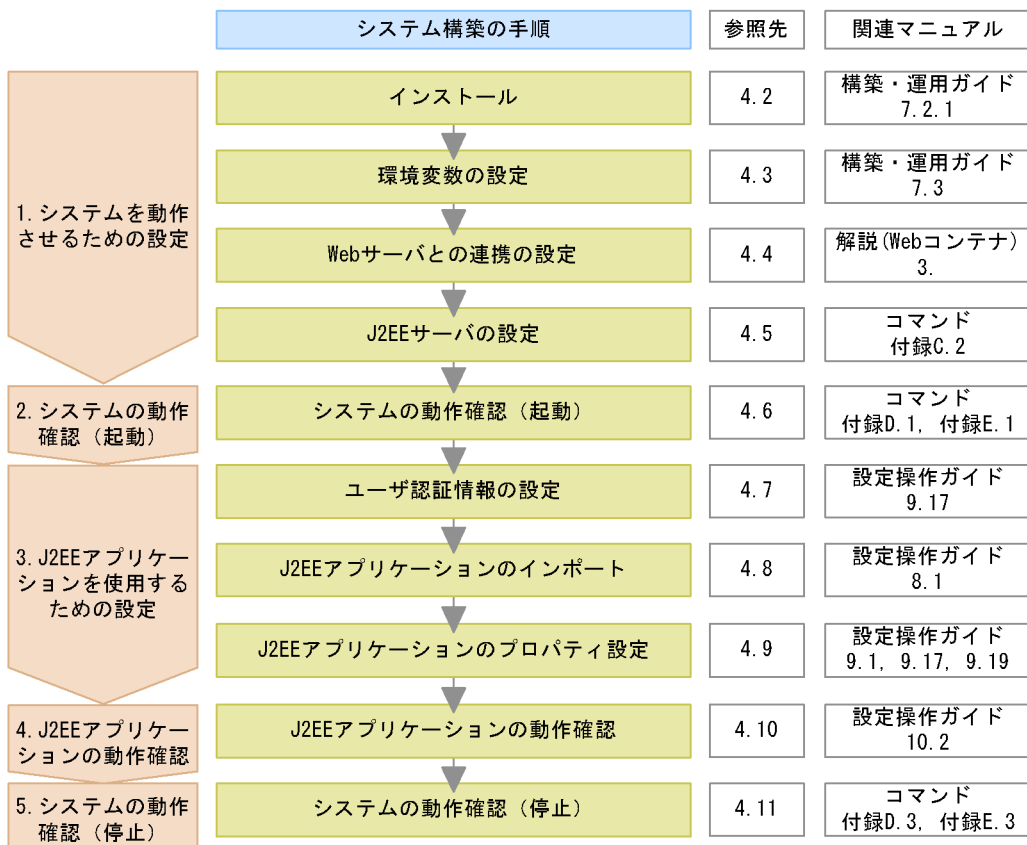 システム構築の手順
参照先
関連マニュアル
1. システムを動作
させるための設定
インストール
4.2
構築・運用ガイド
7.2.1
環境変数の設定
4.3
構築・運用ガイド
7.3
Webサーバとの連携の設定
4.4
解説(Webコンテナ)
3.
J2EEサーバの設定
4.5
コマンド
付録C.2
2. システムの動作
確認（起動）
システムの動作確認（起動）
4.6
コマンド
付録D.1, 付録E.1
3. J2EEアプリケー
ションを使用する
ための設定
ユーザ認証情報の設定
4.7
設定操作ガイド
9.17
J2EEアプリケーションのインポート
4.8
設定操作ガイド
8.1
J2EEアプリケーションのプロパティ設定
4.9
設定操作ガイド
9.1, 9.17, 9.19
4. J2EEアプリケー
ションの動作確認
J2EEアプリケーションの動作確認
4.10
設定操作ガイド
10.2
5. システムの動作
確認（停止）
システムの動作確認（停止）
4.11
コマンド
付録D.3, 付録E.3